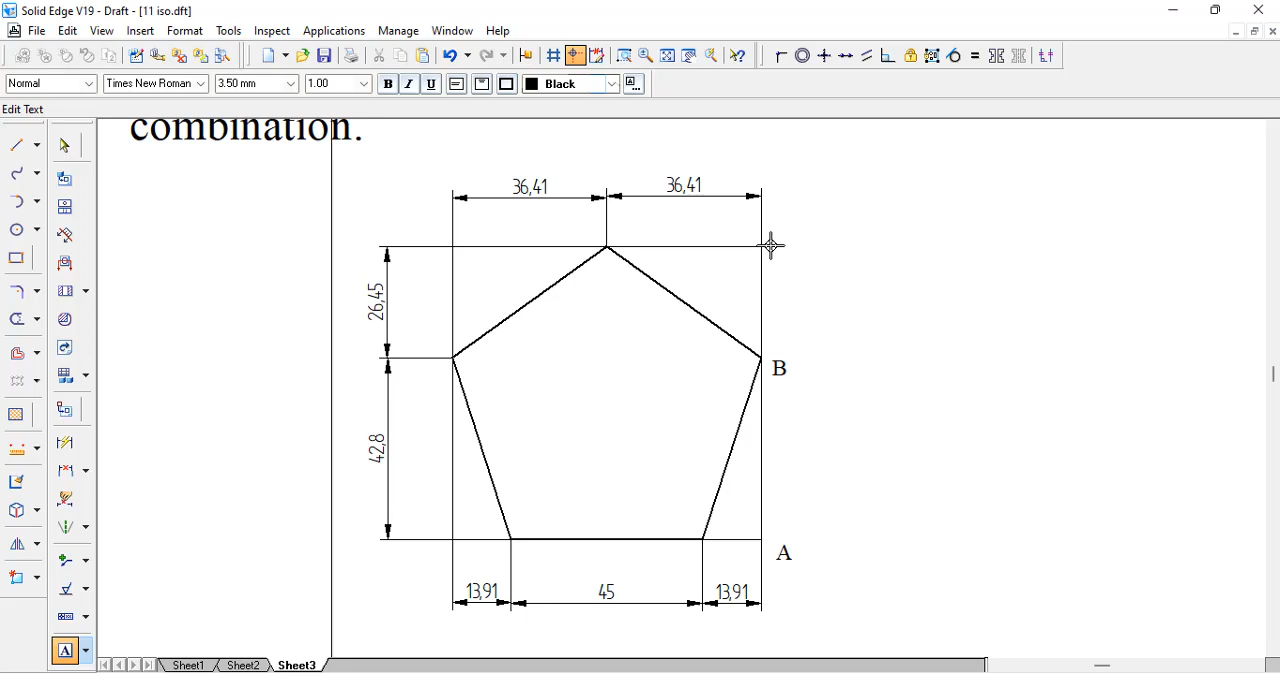 Solid Edge V19 - Draft - [11 iso.dft]
File Edit View Insert Format Tools Inspect Applications Manage Window Help
Normal Times New Roman 3.50 mm 1.00 B I U Black A...
Edit Text
combination.
36,41 36,41
26,45
B
42,8
A
13,91 45 13,91
A
Sheet1 Sheet2 Sheet3